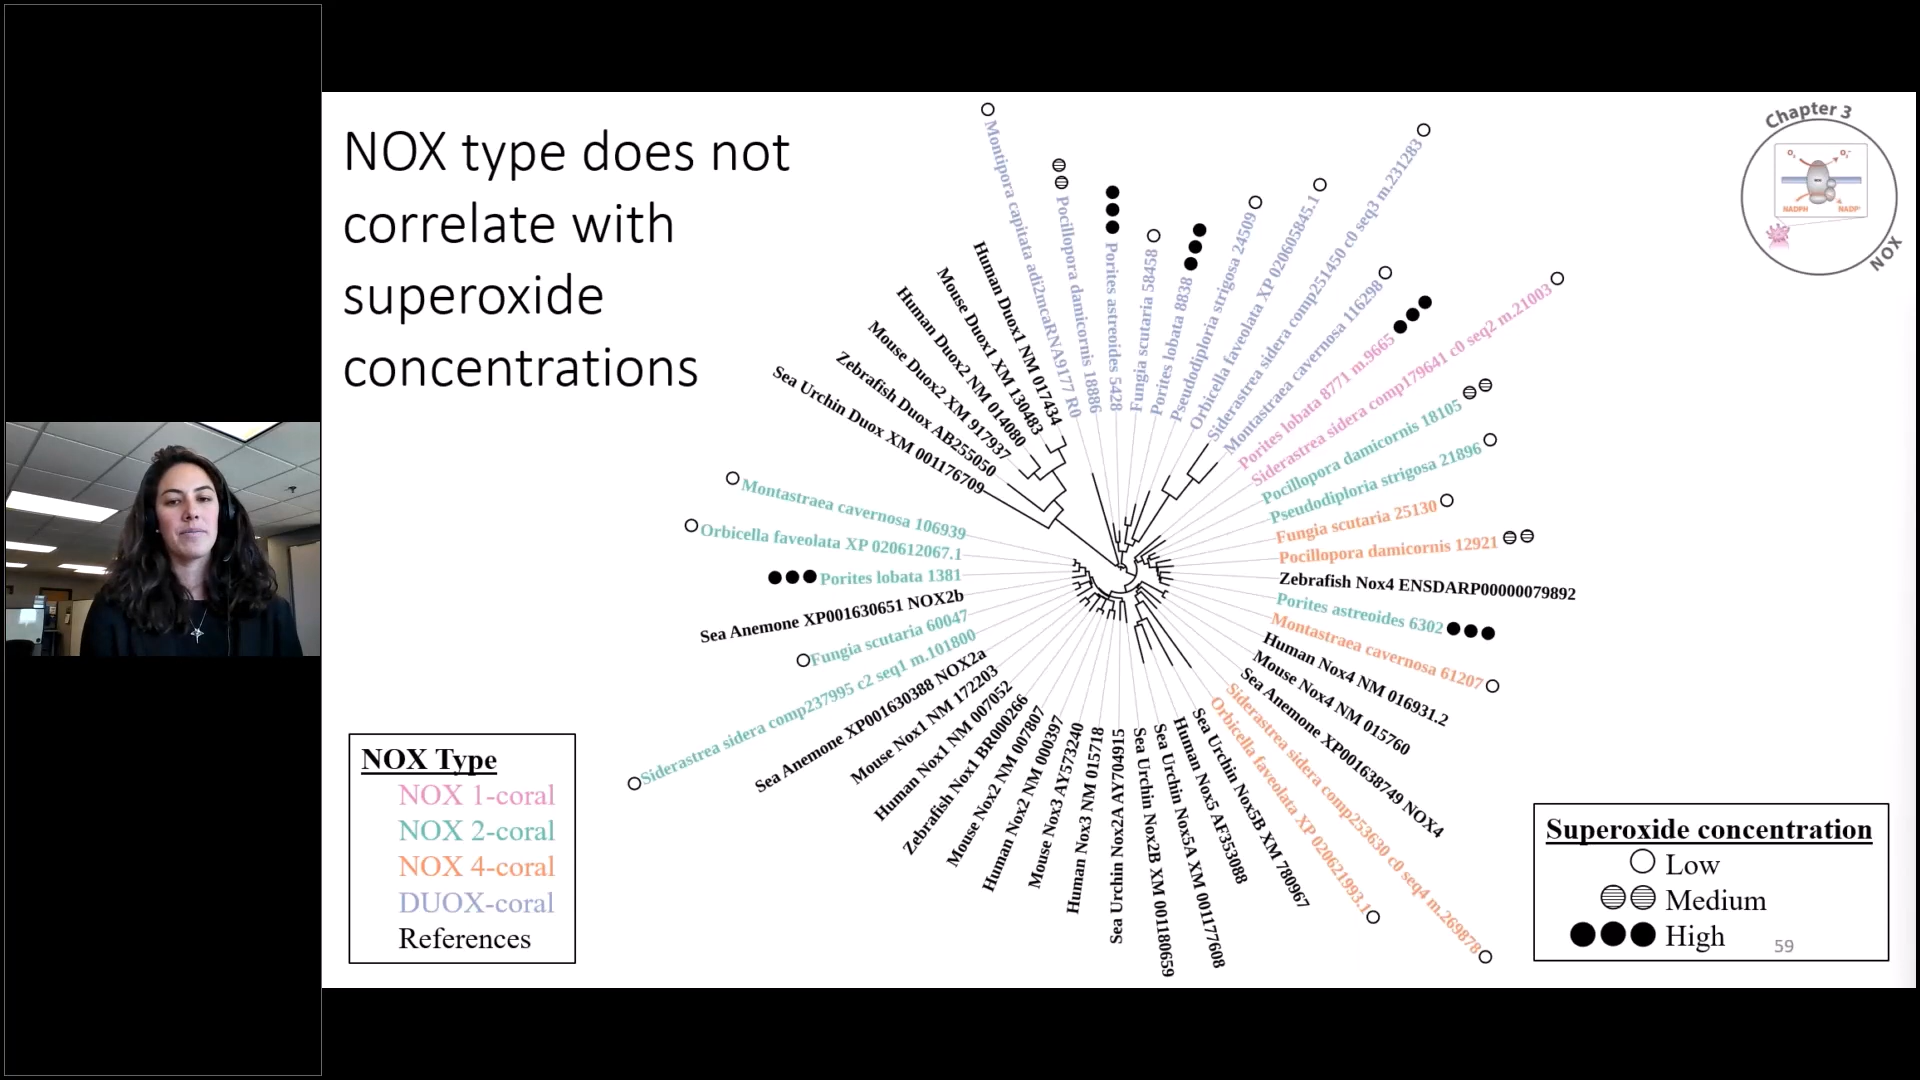 NOX type does not
correlate with
superoxide
concentrations
Chapter 3
NOX
NADPH
NADP⁺
Montipora capitata adi2mcaRNA9177 R0
Pocillopora damicornis 18886
Porites astreoides 5428
Fungia scutaria 58458
Porites lobata 8838
Pseudodiploria strigosa 24509
Orbicella faveolata XP 020605845.1
Siderastrea sidera comp251450 c0 seq3 m.231283
Montastraea cavernosa 116298
Porites lobata 8771 m.9665
Siderastrea sidera comp179641 c0 seq2 m.21003
Pocillopora damicornis 18105
Pseudodiploria strigosa 21896
Fungia scutaria 25130
Pocillopora damicornis 12921
Zebrafish Nox4 ENSDARP00000079892
Porites astreoides 6302
Montastraea cavernosa 61207
Human Nox4 NM 016931.2
Mouse Nox4 NM 015760
Sea Anemone XP001638749 NOX4
Siderastrea sidera comp253630 c0 seq4 m.269878
Orbicella faveolata XP 020621993.1
Sea Urchin Nox5B XM 780967
Human Nox5 AF353088
Sea Urchin Nox5A XM 001177608
Sea Urchin Nox2B XM 001180659
Sea Urchin Nox2A AY704915
Human Nox3 NM 015718
Mouse Nox3 AY573240
Human Nox2 NM 000397
Mouse Nox2 NM 007807
Zebrafish Nox1 BR000266
Human Nox1 NM 007052
Mouse Nox1 NM 172203
Sea Anemone XP001630388 NOX2a
Siderastrea sidera comp237995 c2 seq1 m.101800
Fungia scutaria 60047
Sea Anemone XP001630651 NOX2b
Porites lobata 1381
Orbicella faveolata XP 020612067.1
Montastraea cavernosa 106939
Sea Urchin Duox XM 001176709
Zebrafish Duox AB255050
Mouse Duox2 XM 917937
Human Duox2 NM 014080
Mouse Duox1 XM 130483
Human Duox1 NM 017434
NOX Type
NOX 1-coral
NOX 2-coral
NOX 4-coral
DUOX-coral
References
Superoxide concentration
Low
Medium
High
59